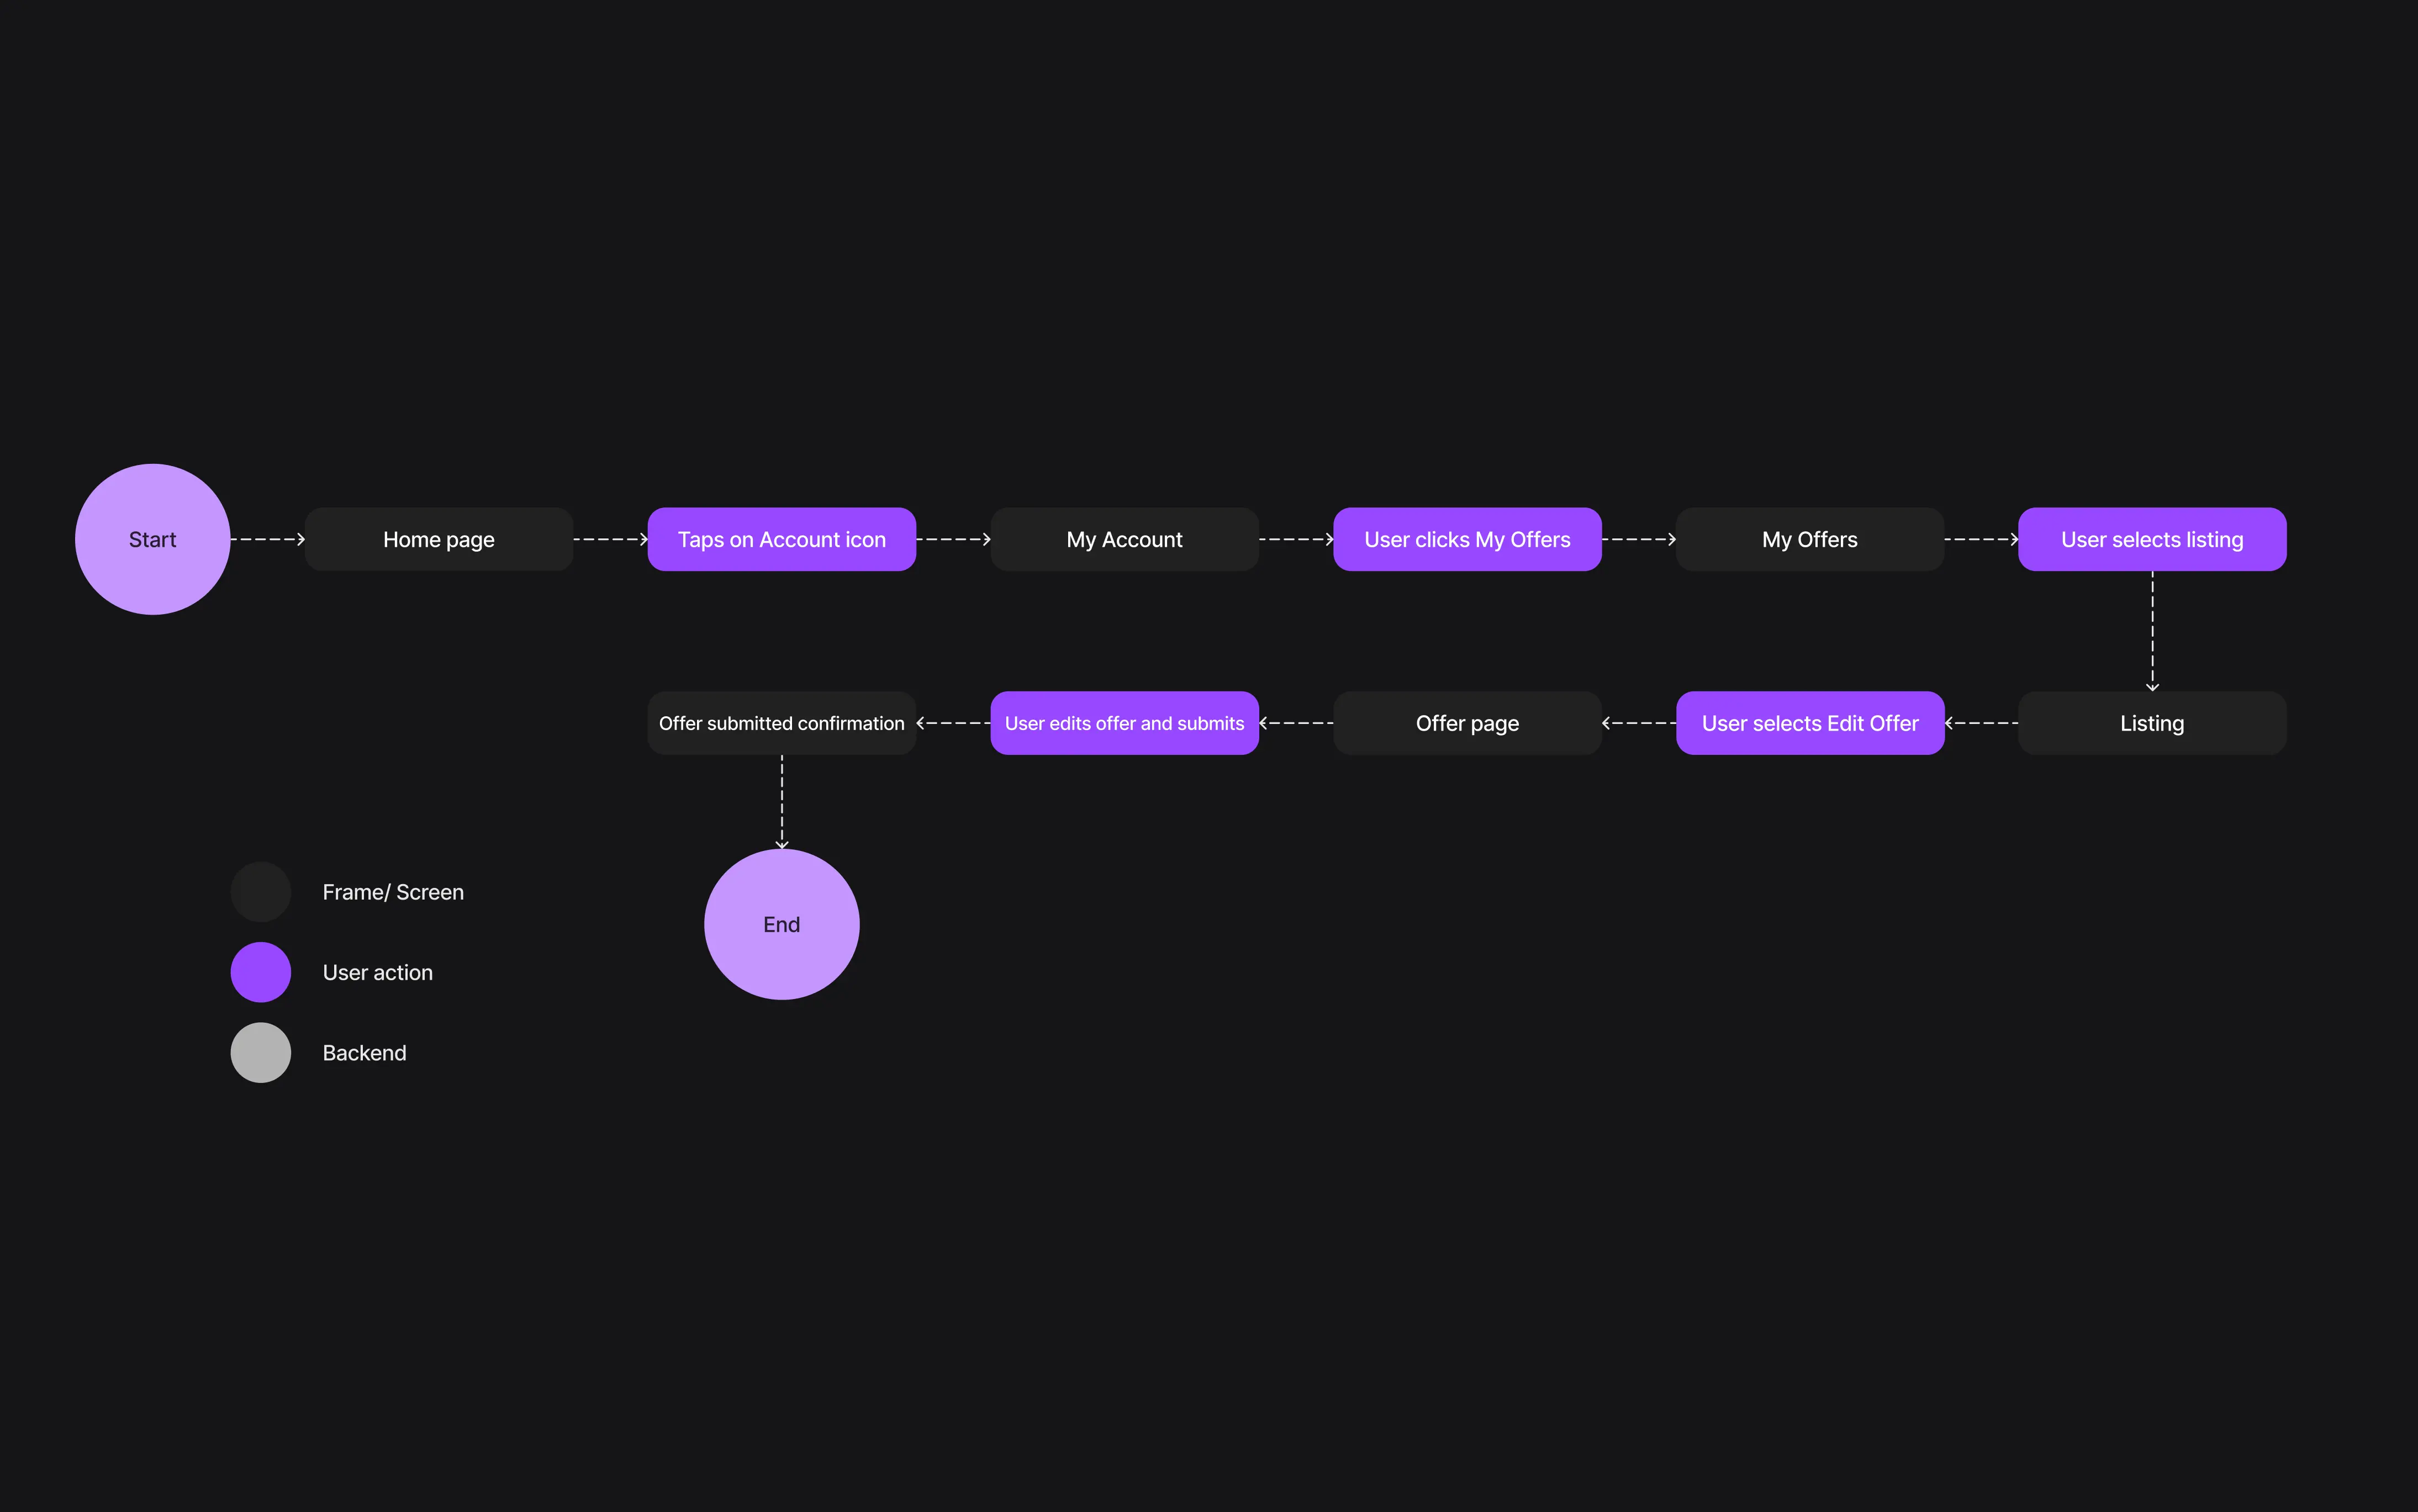 Start
Home page
Taps on Account icon
My Account
User clicks My Offers
My Offers
User selects listing
Listing
User selects Edit Offer
Offer page
User edits offer and submits
Offer submitted confirmation
End
Frame/ Screen
User action
Backend